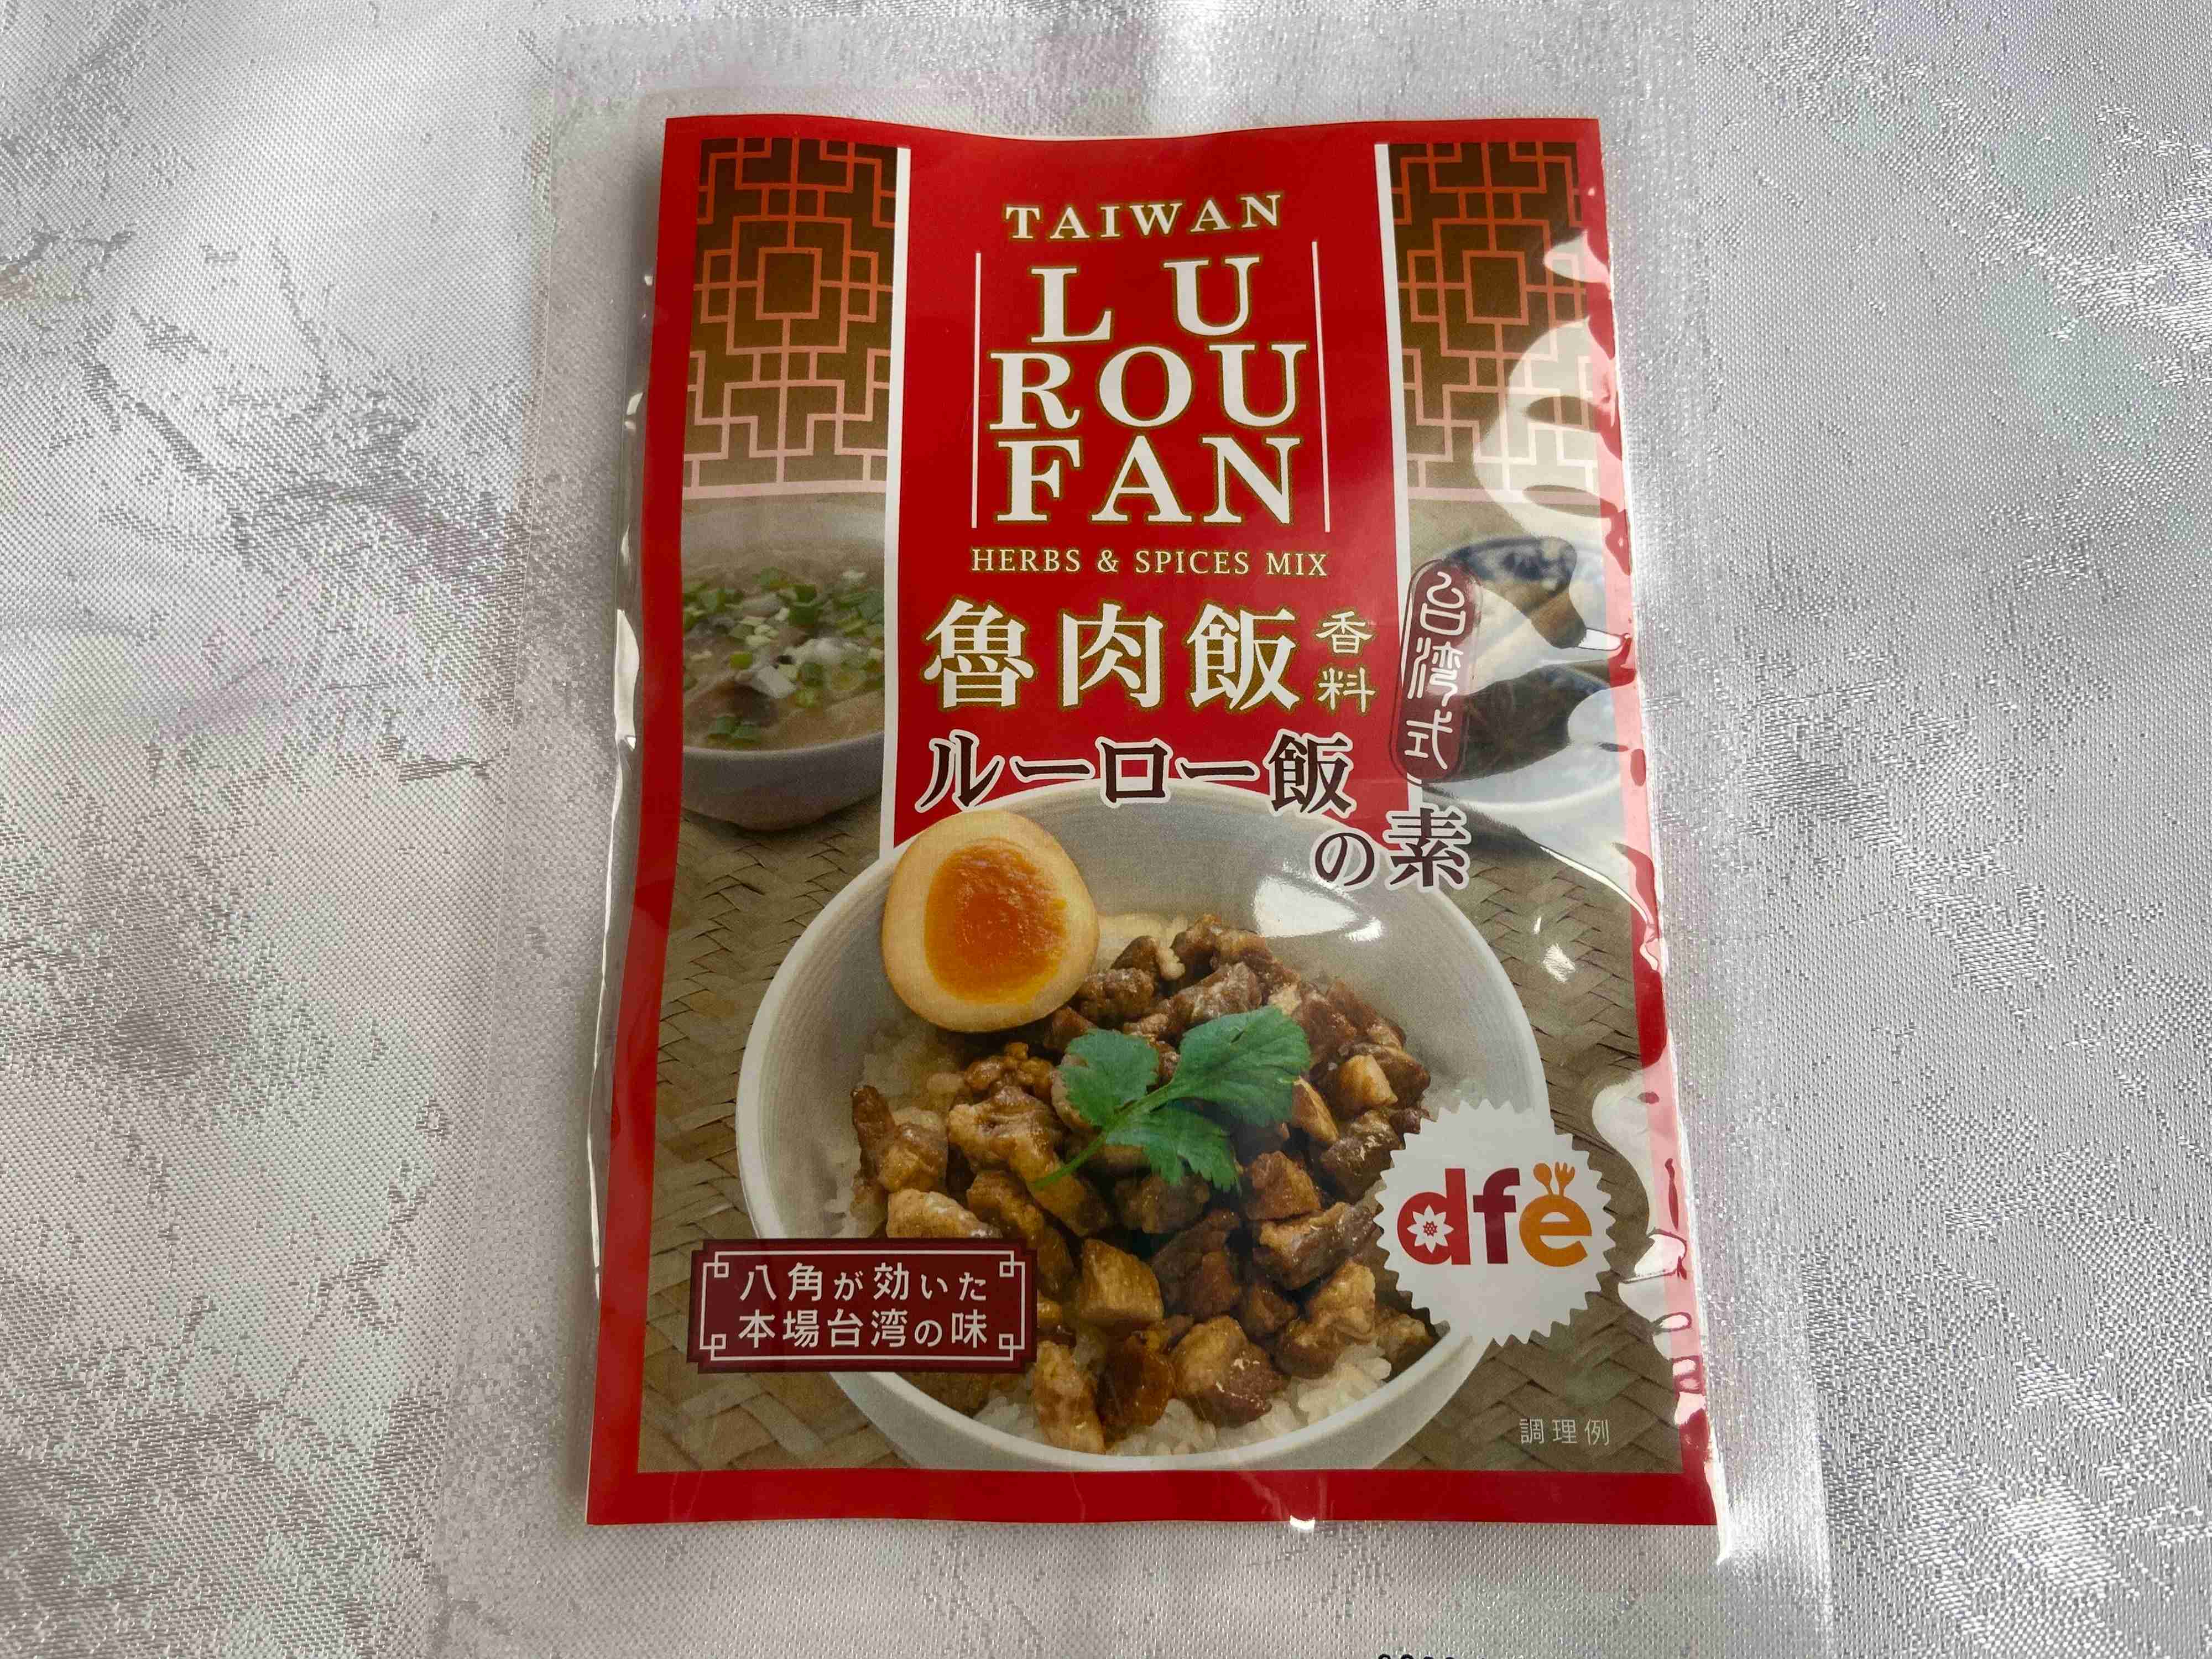 TAIWAN
LU
ROU
FAN
HERBS & SPICES MIX
魯肉飯香料
台湾式
ルーロー飯
の素
dfe
八角が効いた
本場台湾の味
調理例